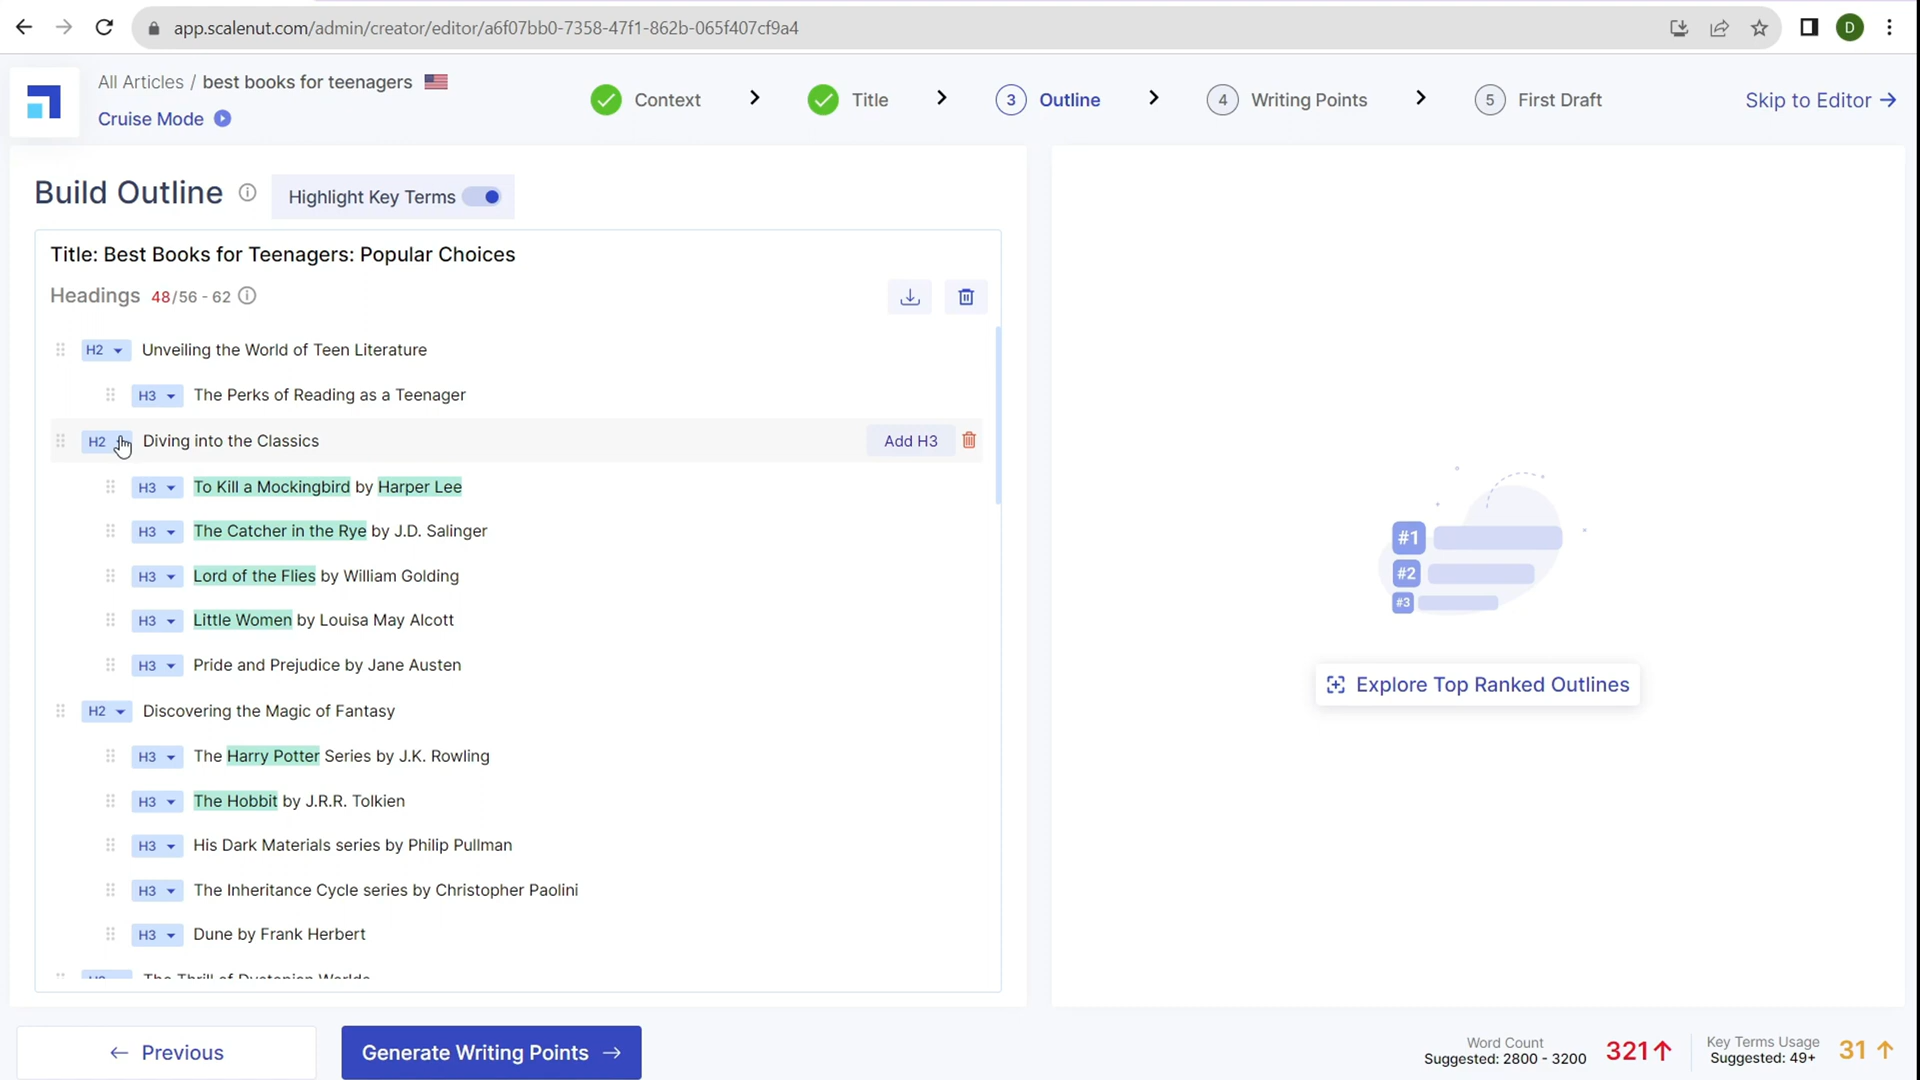 app.scalenut.com/admin/creator/editor/a6f07bb0-7358-47f1-862b-065f407cf9a4
D
All Articles / best books for teenagers
Cruise Mode
Context
Title
3 Outline
4 Writing Points
5 First Draft
Skip to Editor →
Build Outline
Highlight Key Terms
Title: Best Books for Teenagers: Popular Choices
Headings 48/56 - 62
H2 Unveiling the World of Teen Literature
H3 The Perks of Reading as a Teenager
H2 Diving into the Classics
Add H3
H3 To Kill a Mockingbird by Harper Lee
H3 The Catcher in the Rye by J.D. Salinger
H3 Lord of the Flies by William Golding
H3 Little Women by Louisa May Alcott
H3 Pride and Prejudice by Jane Austen
H2 Discovering the Magic of Fantasy
H3 The Harry Potter Series by J.K. Rowling
H3 The Hobbit by J.R.R. Tolkien
H3 His Dark Materials series by Philip Pullman
H3 The Inheritance Cycle series by Christopher Paolini
H3 Dune by Frank Herbert
H2 The Thrill of Dystopian Worlds
#1
#2
#3
Explore Top Ranked Outlines
← Previous
Generate Writing Points →
Word Count
Suggested: 2800 - 3200
321↑
Key Terms Usage
Suggested: 49+
31 ↑